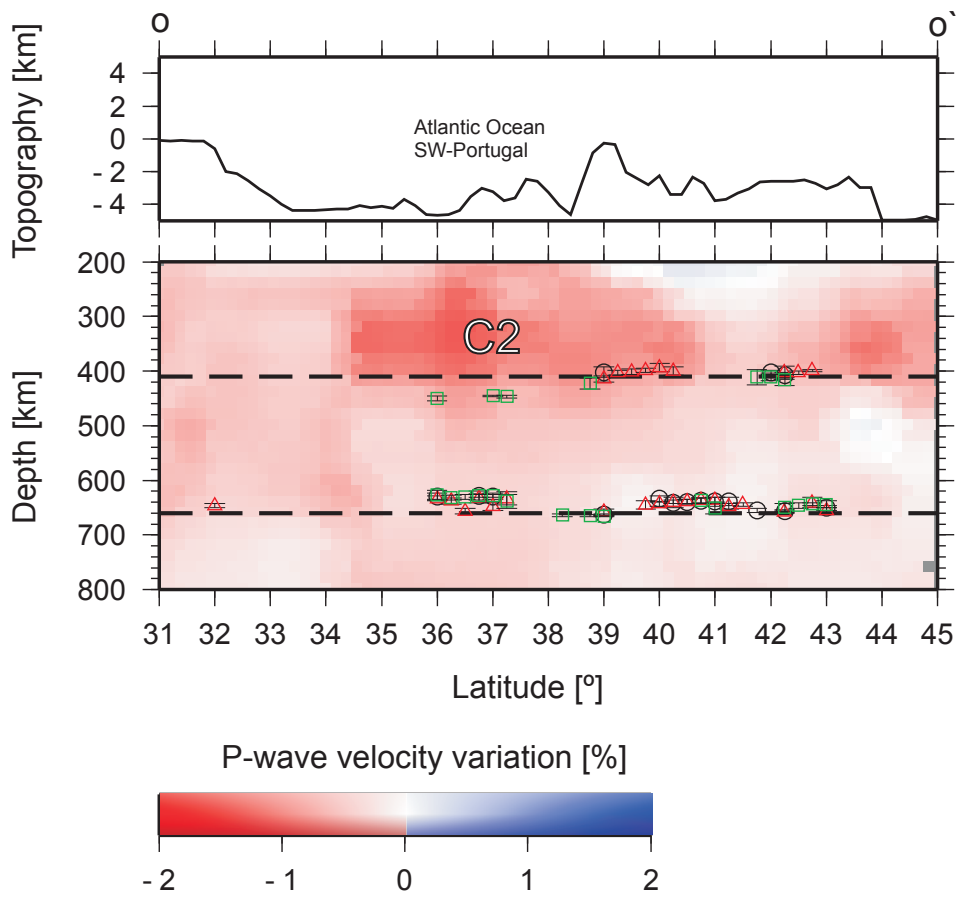 O O`
Topography [km]
4
2
0
- 2
- 4
Atlantic Ocean
SW-Portugal
Depth [km]
200
300
400
500
600
700
800
C2
31 32 33 34 35 36 37 38 39 40 41 42 43 44 45
Latitude [º]
P-wave velocity variation [%]
- 2 - 1 0 1 2